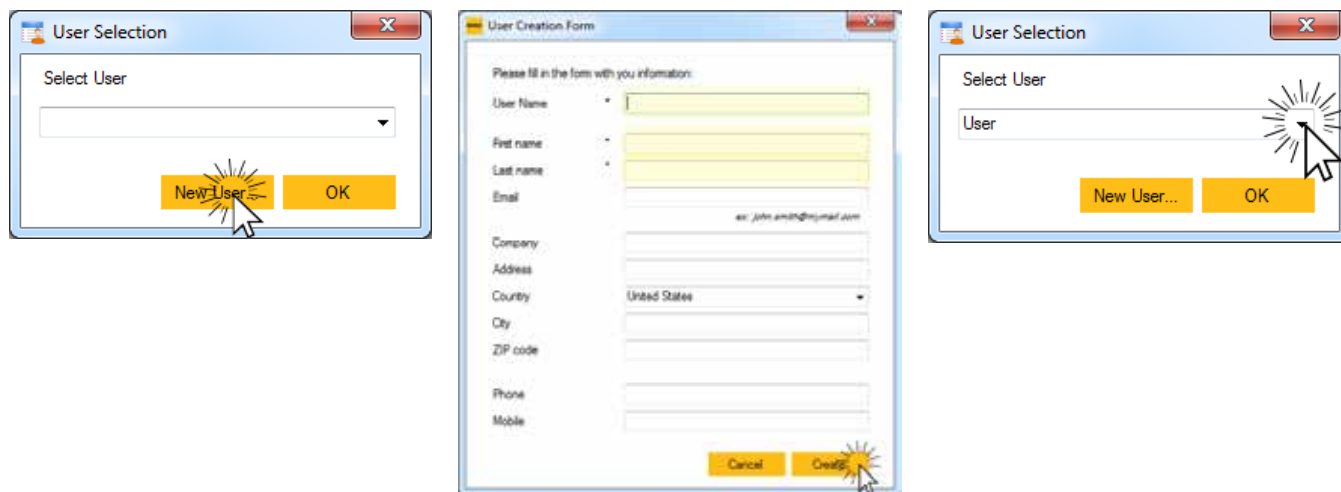 User Selection
Select User
New User...
OK
User Creation Form
Please fill in the form with you information:
User Name *
First name *
Last name *
Email
ex: john.smith@mymail.com
Company
Address
Country United States
City
ZIP code
Phone
Mobile
Cancel Create
User Selection
Select User
User
New User...
OK